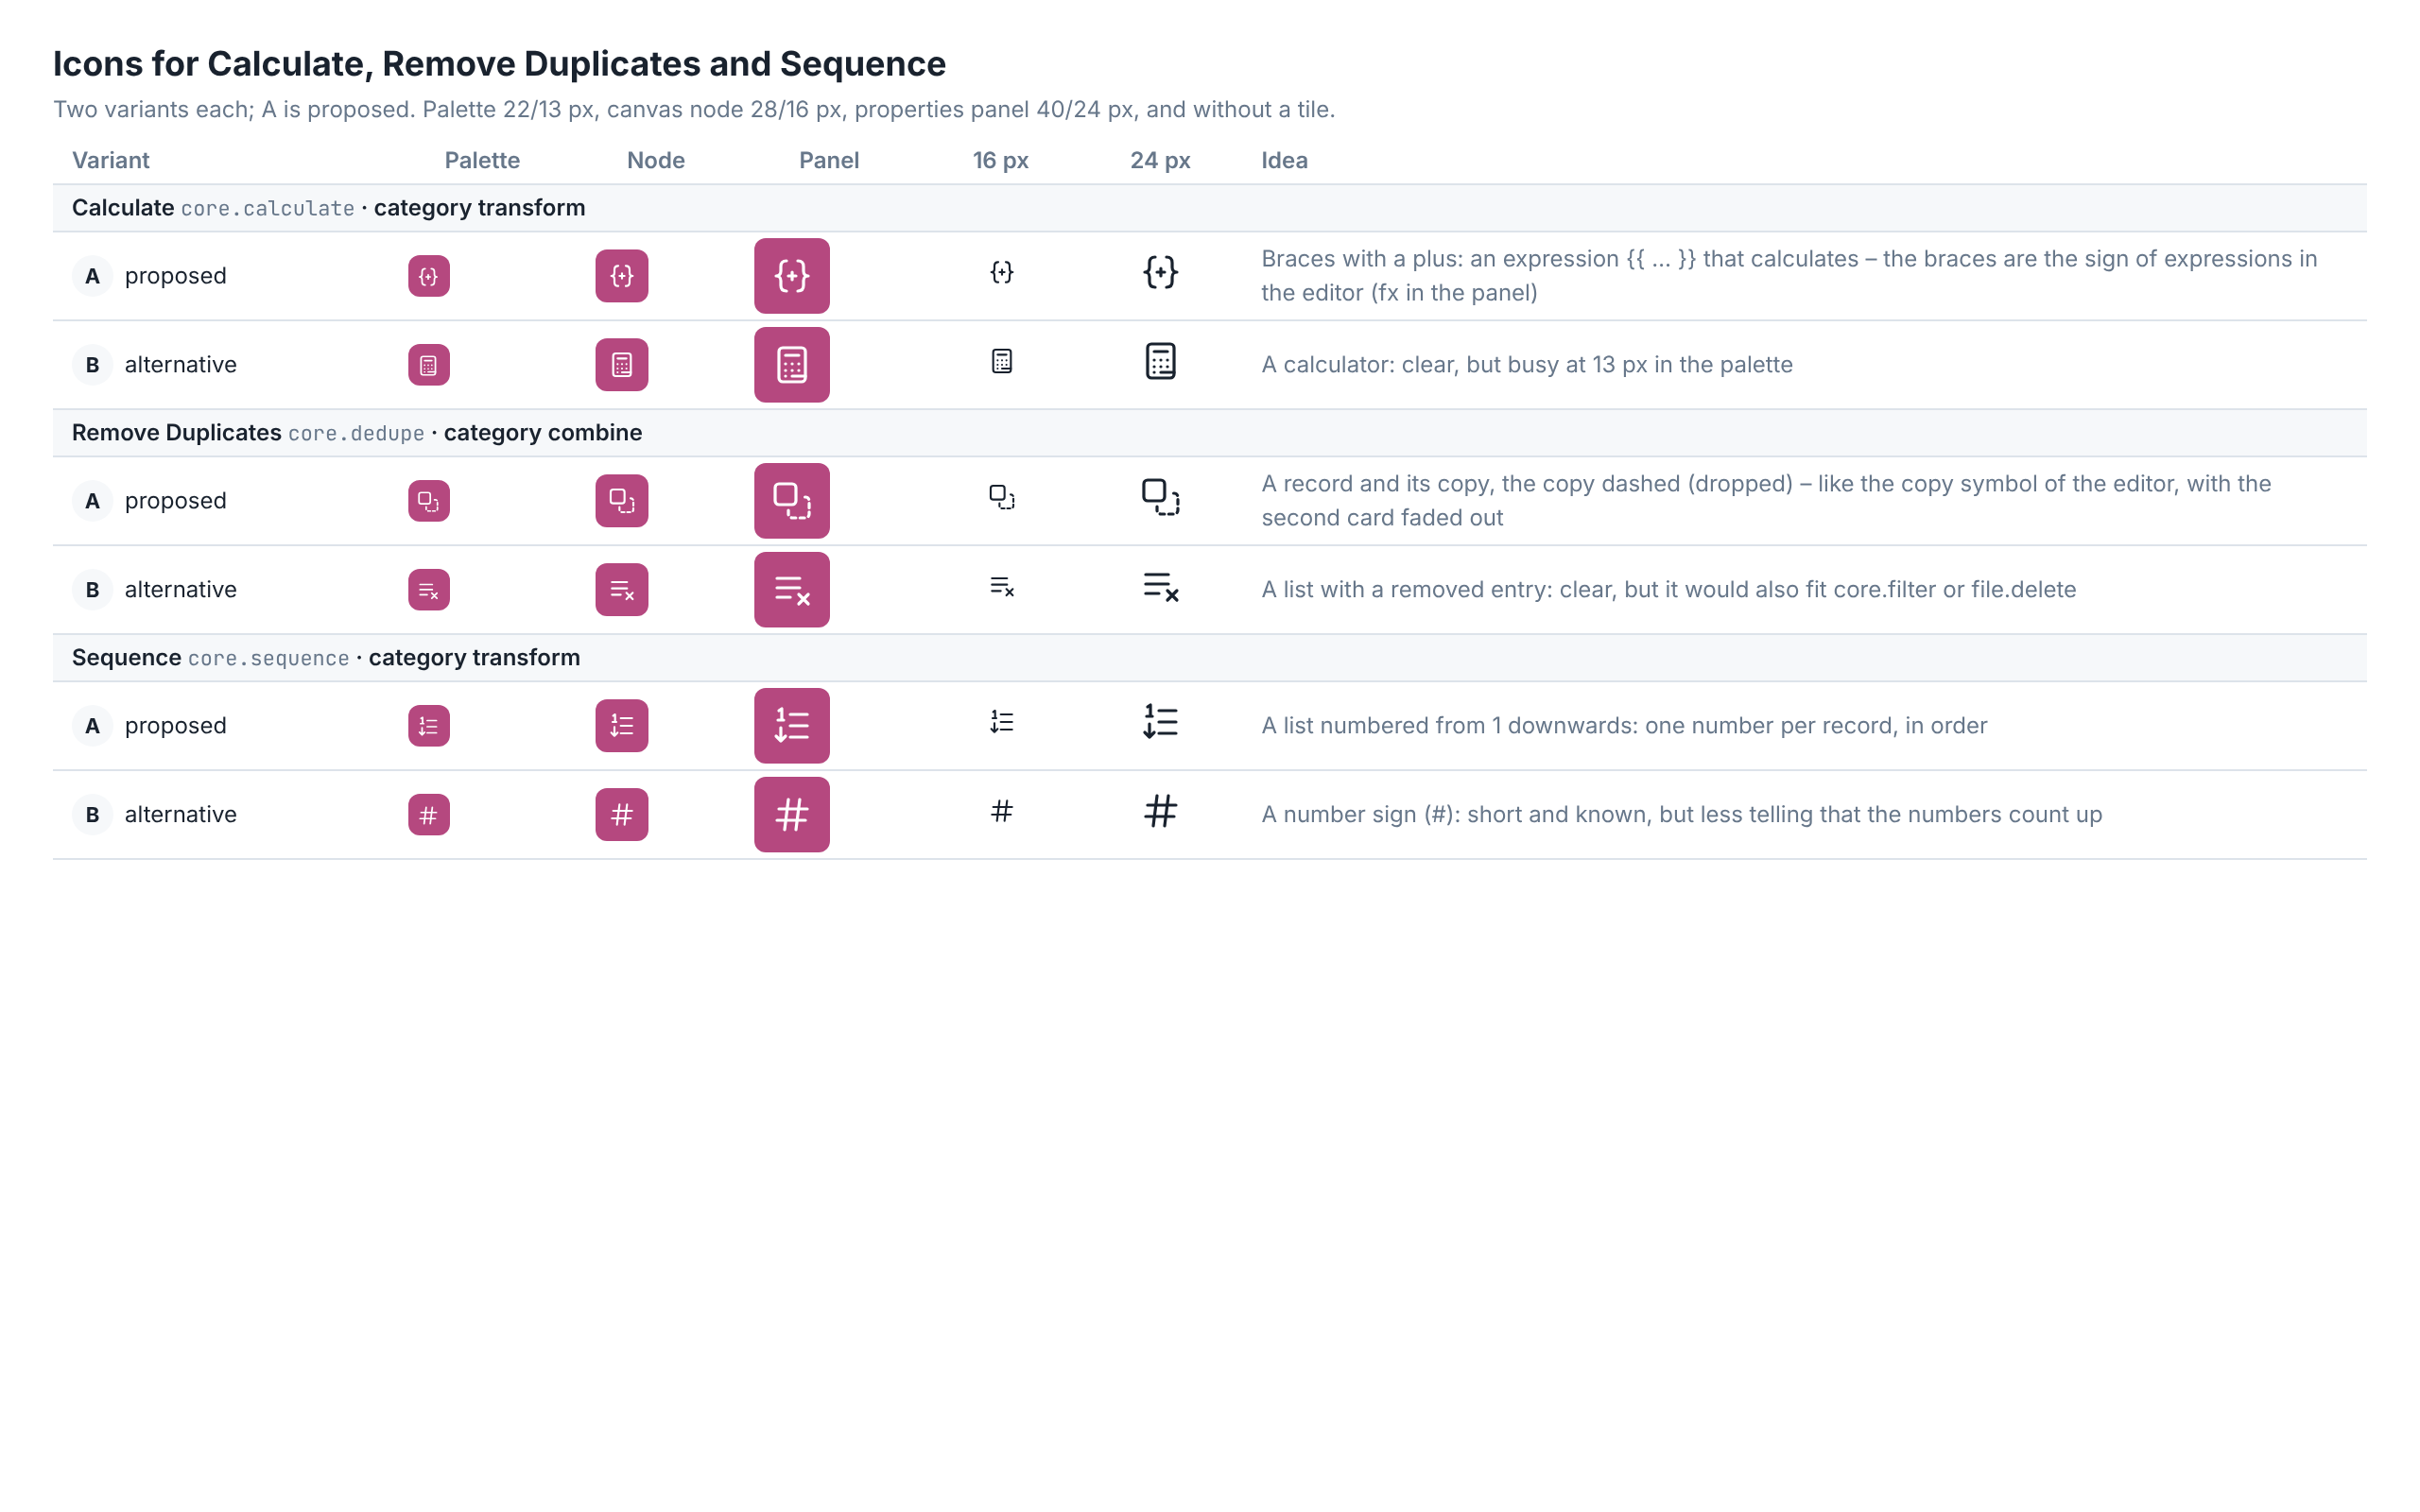 Icons for Calculate, Remove Duplicates and Sequence
Two variants each; A is proposed. Palette 22/13 px, canvas node 28/16 px, properties panel 40/24 px, and without a tile.
Variant Palette Node Panel 16 px 24 px Idea
Calculate core.calculate · category transform
A proposed {+} {+} {+} {+} {+} Braces with a plus: an expression {{ ... }} that calculates – the braces are the sign of expressions in
the editor (fx in the panel)
B alternative A calculator: clear, but busy at 13 px in the palette
Remove Duplicates core.dedupe · category combine
A proposed A record and its copy, the copy dashed (dropped) – like the copy symbol of the editor, with the
second card faded out
B alternative A list with a removed entry: clear, but it would also fit core.filter or file.delete
Sequence core.sequence · category transform
A proposed 1 1 1 1 1 A list numbered from 1 downwards: one number per record, in order
B alternative # # # # # A number sign (#): short and known, but less telling that the numbers count up